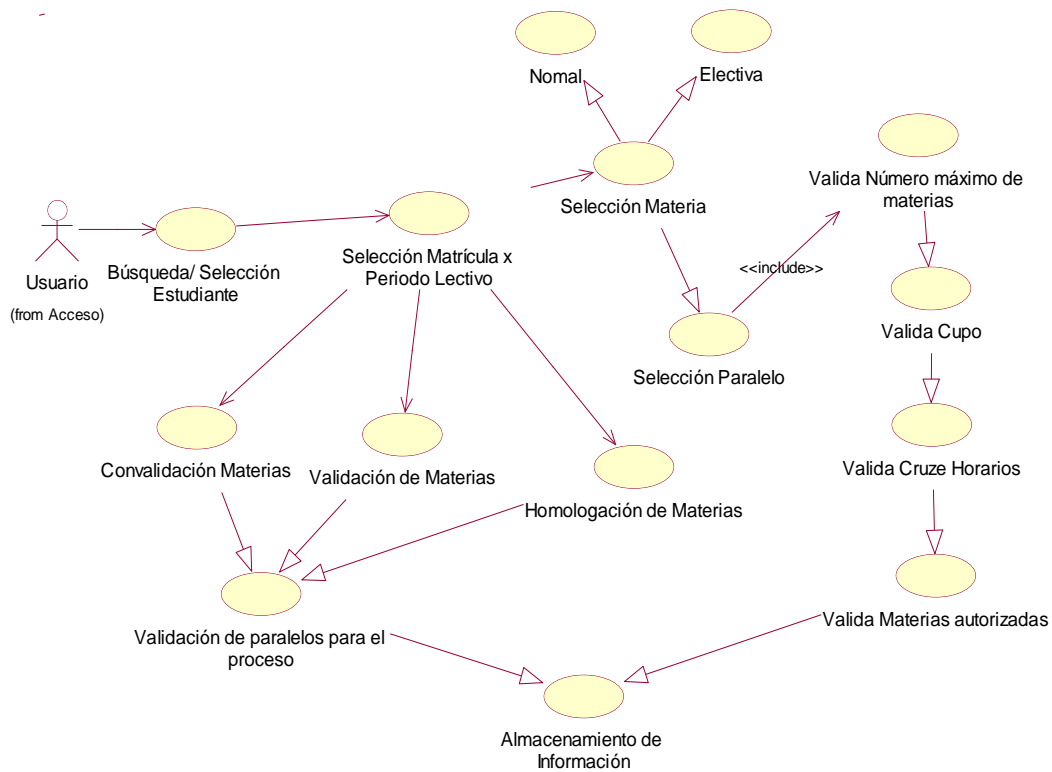 Nomal
Electiva
Valida Número máximo de
materias
Selección Materia
Usuario
(from Acceso)
Búsqueda/ Selección
Estudiante
Selección Matrícula x
Periodo Lectivo
<<include>>
Valida Cupo
Selección Paralelo
Convalidación Materias
Validación de Materias
Homologación de Materias
Valida Cruze Horarios
Validación de paralelos para el
proceso
Valida Materias autorizadas
Almacenamiento de
Información